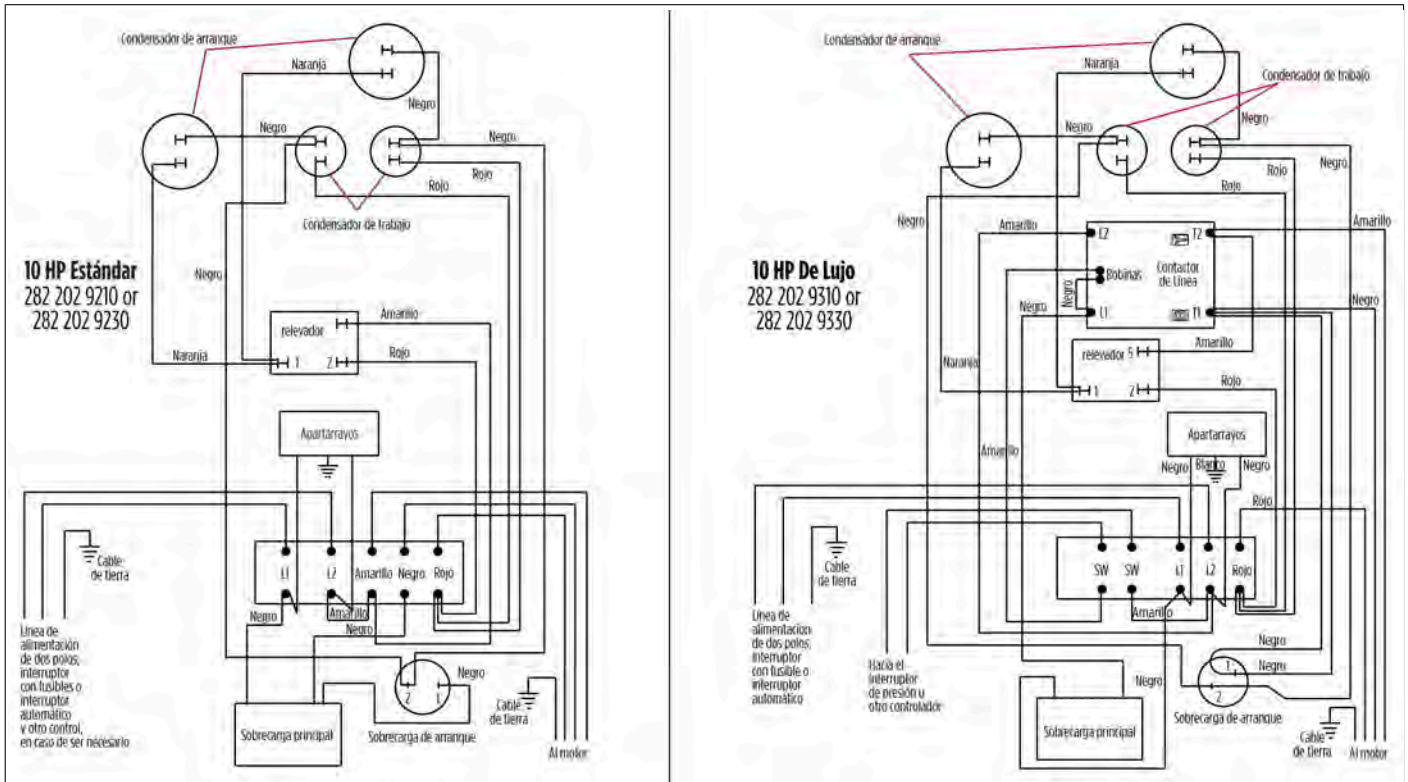 Condensador de arranque
Naranja
Negro
Negro
Negro
Rojo
Rojo
Condensador de trabajo
10 HP Estándar
282 202 9210 or
282 202 9230
Negro
Amarillo
relevador
Rojo
Naranja
1
2
Apartarrayos
Cable
de tierra
L1
L2
Amarillo
Negro
Rojo
Negro
Amarillo
Negro
Línea de
alimentación
de dos polos,
interruptor
con fusibles o
interruptor
automático
y otro control,
en caso de ser necesario
Negro
2
1
Cable
de tierra
Sobrecarga principal
Sobrecarga de arranque
Al motor
Condensador de arranque
Naranja
Condensador de trabajo
Negro
Negro
Negro
Rojo
Rojo
Negro
Amarillo
Amarillo
L2
T2
10 HP De Lujo
282 202 9310 or
282 202 9330
Bobinas
Contactor
de Línea
Negro
Negro
Negro
L1
T1
Amarillo
relevador
5
Naranja
Rojo
1
2
Apartarrayos
Amarillo
Negro
Blanco
Negro
Rojo
Cable
de tierra
SW
SW
L1
L2
Rojo
Amarillo
Línea de
alimentacion
de dos polos,
interruptor
con fusible o
interruptor
automático
Hacia el
interruptor
de presión u
otro controlador
Negro
Negro
Negro
1
2
Sobrecarga principal
Sobrecarga de arranque
Cable
de tierra
Al motor